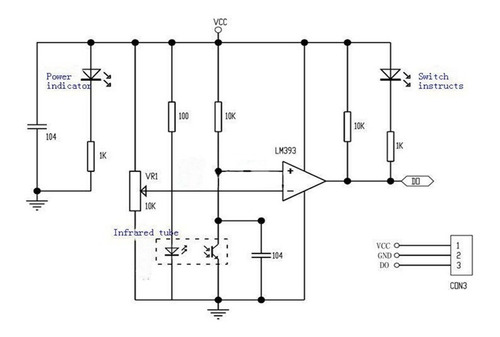 VCC
Power
indicator
Switch
instructs
104
1K
100
10K
LM393
10K
1K
VR1
10K
+
-
DO
Infrared tube
104
VCC 1
GND 2
DO 3
CON3